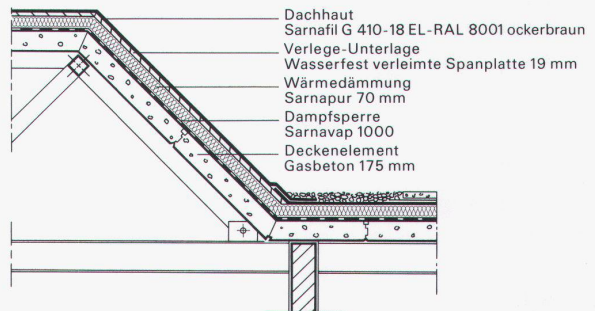 Dachhaut
Sarnafil G 410-18 EL-RAL 8001 ockerbraun
Verlege-Unterlage
Wasserfest verleimte Spanplatte 19 mm
Wärmedämmung
Sarnapur 70 mm
Dampfsperre
Sarnavap 1000
Deckenelement
Gasbeton 175 mm